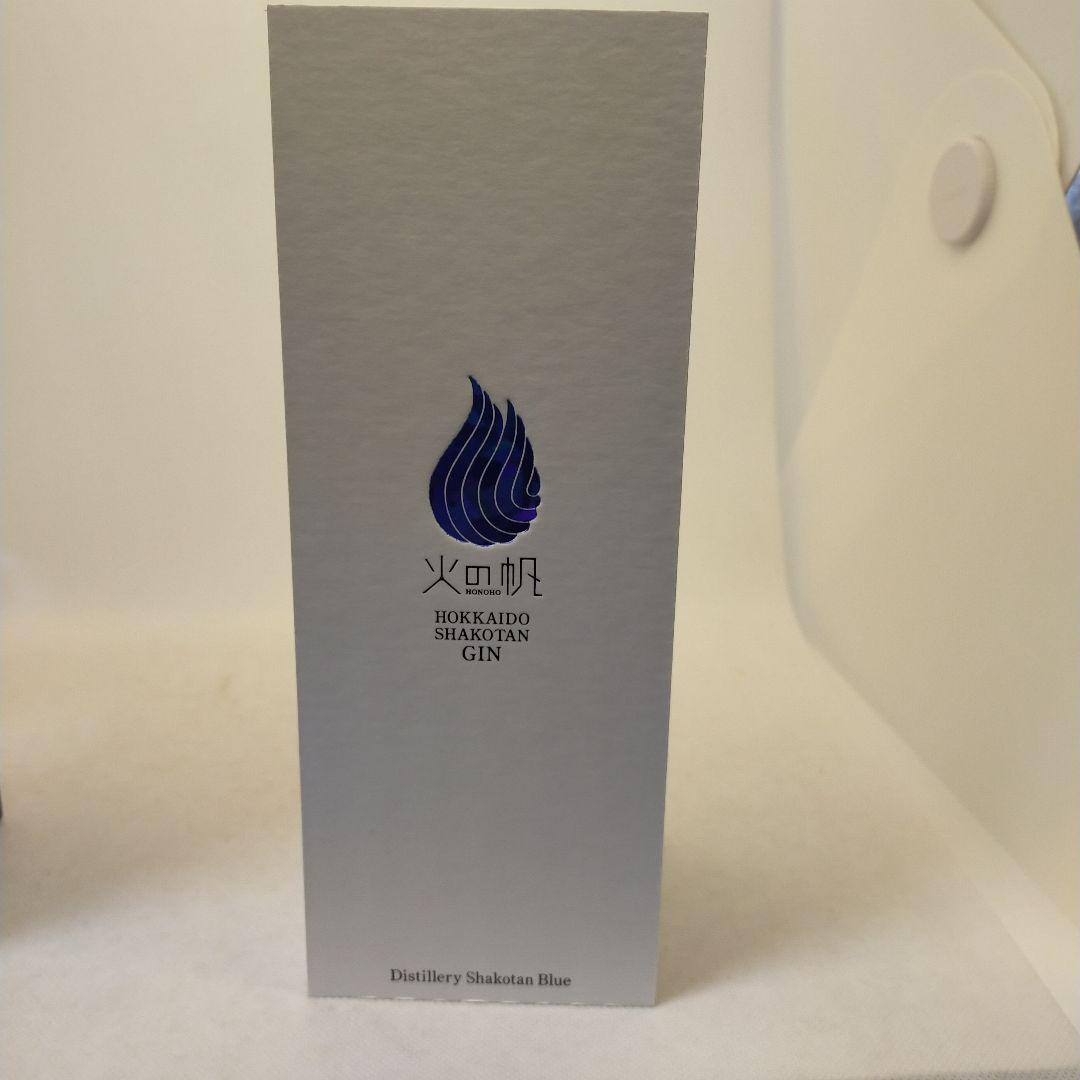 火の帆
HONOHO
HOKKAIDO
SHAKOTAN
GIN
Distillery Shakotan Blue